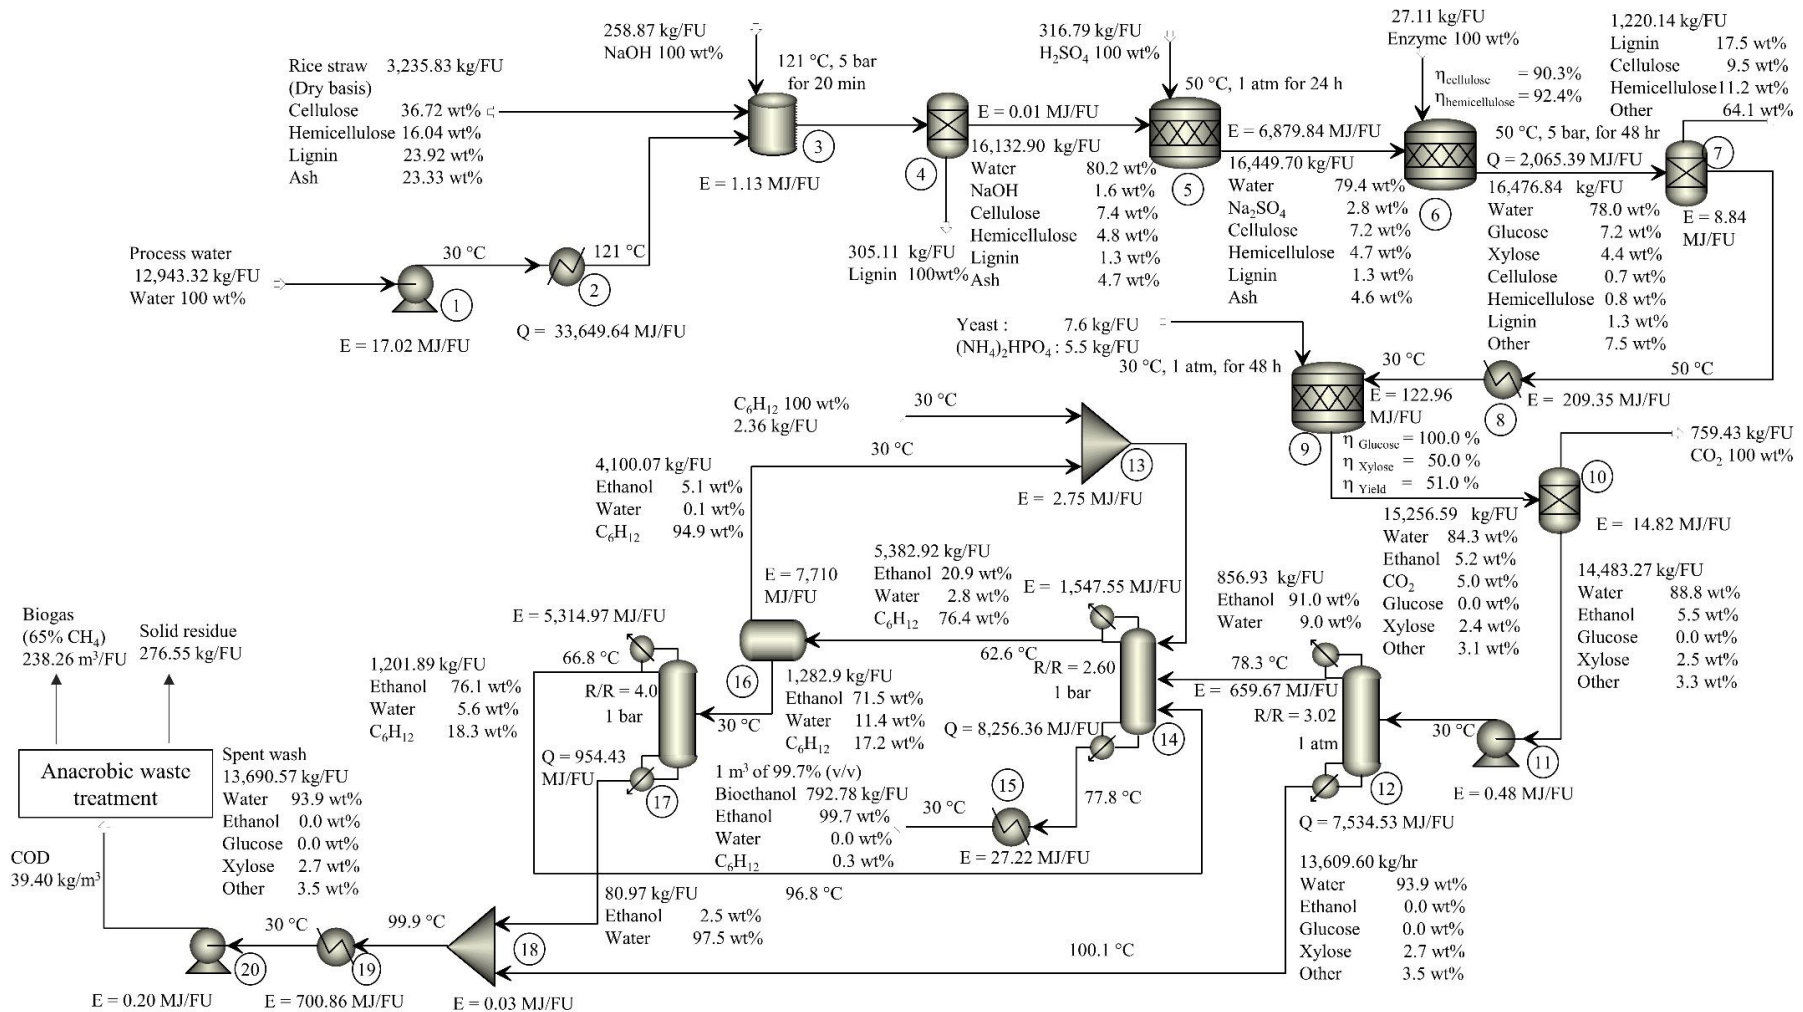 258.87 kg/FU
NaOH 100 wt%
Rice straw 3,235.83 kg/FU
(Dry basis)
Cellulose 36.72 wt%
Hemicellulose 16.04 wt%
Lignin 23.92 wt%
Ash 23.33 wt%
121 °C, 5 bar
for 20 min
3
E = 1.13 MJ/FU
Process water
12,943.32 kg/FU
Water 100 wt%
30 °C
121 °C
1
2
E = 17.02 MJ/FU
Q = 33,649.64 MJ/FU
4
305.11 kg/FU
Lignin 100wt%
E = 0.01 MJ/FU
16,132.90 kg/FU
Water 80.2 wt%
NaOH 1.6 wt%
Cellulose 7.4 wt%
Hemicellulose 4.8 wt%
Lignin 1.3 wt%
Ash 4.7 wt%
316.79 kg/FU
H₂SO₄ 100 wt%
50 °C, 1 atm for 24 h
5
E = 6,879.84 MJ/FU
16,449.70 kg/FU
Water 79.4 wt%
Na₂SO₄ 2.8 wt%
Cellulose 7.2 wt%
Hemicellulose 4.7 wt%
Lignin 1.3 wt%
Ash 4.6 wt%
27.11 kg/FU
Enzyme 100 wt%
ηcellulose = 90.3%
ηhemicellulose = 92.4%
50 °C, 5 bar, for 48 hr
6
Q = 2,065.39 MJ/FU
16,476.84 kg/FU
Water 78.0 wt%
Glucose 7.2 wt%
Xylose 4.4 wt%
Cellulose 0.7 wt%
Hemicellulose 0.8 wt%
Lignin 1.3 wt%
Other 7.5 wt%
1,220.14 kg/FU
Lignin 17.5 wt%
Cellulose 9.5 wt%
Hemicellulose 11.2 wt%
Other 64.1 wt%
7
E = 8.84
MJ/FU
50 °C
8
E = 209.35 MJ/FU
30 °C
Yeast : 7.6 kg/FU
(NH₄)₂HPO₄ : 5.5 kg/FU
30 °C, 1 atm, for 48 h
9
E = 122.96
MJ/FU
η Glucose = 100.0 %
η Xylose = 50.0 %
η Yield = 51.0 %
15,256.59 kg/FU
Water 84.3 wt%
Ethanol 5.2 wt%
CO₂ 5.0 wt%
Glucose 0.0 wt%
Xylose 2.4 wt%
Other 3.1 wt%
759.43 kg/FU
CO₂ 100 wt%
10
E = 14.82 MJ/FU
14,483.27 kg/FU
Water 88.8 wt%
Ethanol 5.5 wt%
Glucose 0.0 wt%
Xylose 2.5 wt%
Other 3.3 wt%
11
30 °C
E = 0.48 MJ/FU
C₆H₁₂ 100 wt%
2.36 kg/FU
30 °C
30 °C
13
E = 2.75 MJ/FU
4,100.07 kg/FU
Ethanol 5.1 wt%
Water 0.1 wt%
C₆H₁₂ 94.9 wt%
E = 7,710
MJ/FU
16
5,382.92 kg/FU
Ethanol 20.9 wt%
Water 2.8 wt%
C₆H₁₂ 76.4 wt%
E = 1,547.55 MJ/FU
62.6 °C
R/R = 2.60
1 bar
Q = 8,256.36 MJ/FU
14
856.93 kg/FU
Ethanol 91.0 wt%
Water 9.0 wt%
78.3 °C
E = 659.67 MJ/FU
R/R = 3.02
1 atm
12
Q = 7,534.53 MJ/FU
13,609.60 kg/hr
Water 93.9 wt%
Ethanol 0.0 wt%
Glucose 0.0 wt%
Xylose 2.7 wt%
Other 3.5 wt%
100.1 °C
77.8 °C
15
30 °C
E = 27.22 MJ/FU
1 m³ of 99.7% (v/v)
Bioethanol 792.78 kg/FU
Ethanol 99.7 wt%
Water 0.0 wt%
C₆H₁₂ 0.3 wt%
1,282.9 kg/FU
Ethanol 71.5 wt%
Water 11.4 wt%
C₆H₁₂ 17.2 wt%
30 °C
E = 5,314.97 MJ/FU
66.8 °C
R/R = 4.0
1 bar
Q = 954.43
MJ/FU
17
1,201.89 kg/FU
Ethanol 76.1 wt%
Water 5.6 wt%
C₆H₁₂ 18.3 wt%
96.8 °C
80.97 kg/FU
Ethanol 2.5 wt%
Water 97.5 wt%
18
E = 0.03 MJ/FU
99.9 °C
19
E = 700.86 MJ/FU
30 °C
20
E = 0.20 MJ/FU
Spent wash
13,690.57 kg/FU
Water 93.9 wt%
Ethanol 0.0 wt%
Glucose 0.0 wt%
Xylose 2.7 wt%
Other 3.5 wt%
COD
39.40 kg/m³
Anaerobic waste
treatment
Biogas
(65% CH₄)
238.26 m³/FU
Solid residue
276.55 kg/FU